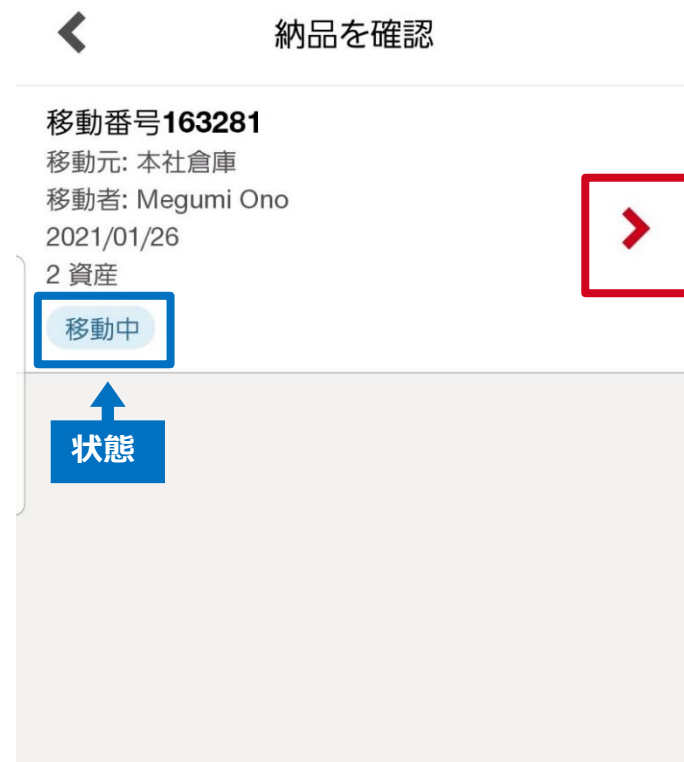 納品を確認
移動番号163281
移動元: 本社倉庫
移動者: Megumi Ono
2021/01/26
2 資産
移動中
状態